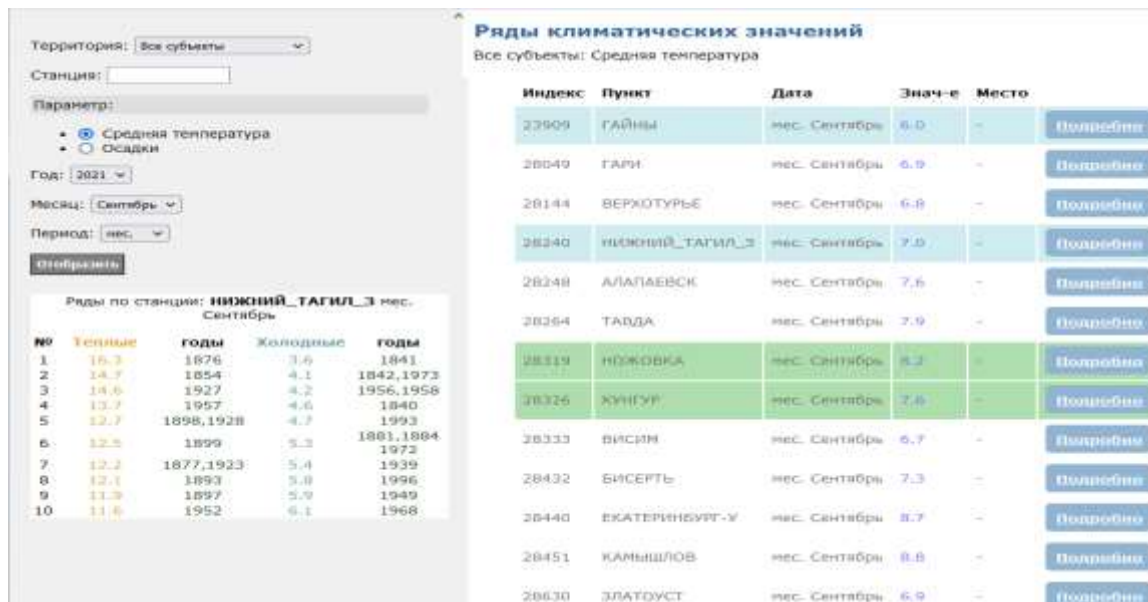 Территория: Все субъекты
Станция:
Параметр:
Средняя температура
Осадки
Год: 2021
Месяц: Сентябрь
Период: мес.
Отобразить
Ряды по станции: НИЖНИЙ_ТАГИЛ_3 мес.
Сентябрь
№ Теплые годы Холодные годы
1 16.3 1876 3.6 1841
2 14.7 1854 4.1 1842,1973
3 14.6 1927 4.2 1956,1958
4 13.7 1957 4.6 1840
5 12.7 1898,1928 4.7 1993
6 12.5 1899 5.3 1881,1884
1972
7 12.2 1877,1923 5.4 1939
8 12.1 1893 5.8 1996
9 11.9 1897 5.9 1949
10 11.6 1952 6.1 1968
Ряды климатических значений
Все субъекты: Средняя температура
Индекс Пункт Дата Знач-е Место
23909 ГАЙНЫ мес. Сентябрь 6.0 - Подробно
28049 ГАРИ мес. Сентябрь 6.9 - Подробно
28144 ВЕРХОТУРЬЕ мес. Сентябрь 6.8 - Подробно
28240 НИЖНИЙ_ТАГИЛ_3 мес. Сентябрь 7.0 - Подробно
28248 АЛАПАЕВСК мес. Сентябрь 7.6 - Подробно
28264 ТАВДА мес. Сентябрь 7.9 - Подробно
28319 НОЖОВКА мес. Сентябрь 8.2 - Подробно
28326 КУНГУР мес. Сентябрь 7.6 - Подробно
28333 ВИСИМ мес. Сентябрь 6.7 - Подробно
28432 БИСЕРТЬ мес. Сентябрь 7.3 - Подробно
28440 ЕКАТЕРИНБУРГ-У мес. Сентябрь 8.7 - Подробно
28451 КАМЫШЛОВ мес. Сентябрь 8.8 - Подробно
28630 ЗЛАТОУСТ мес. Сентябрь 6.9 - Подробно